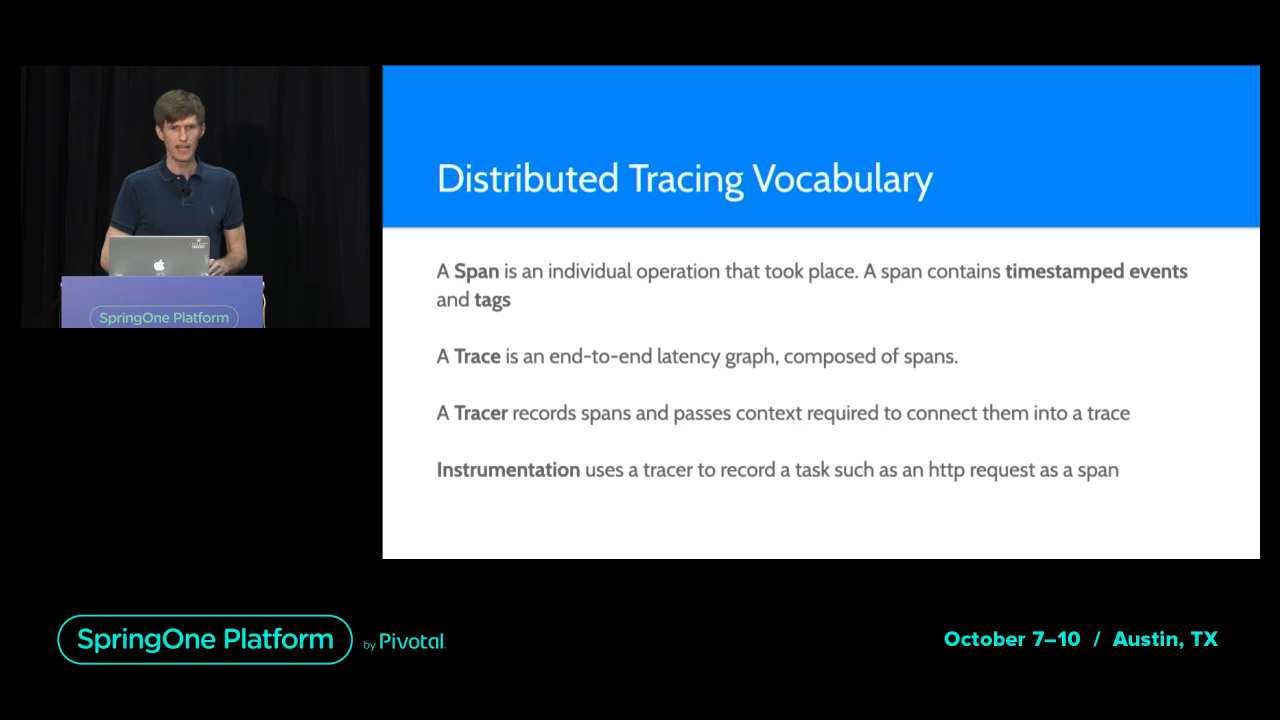 Distributed Tracing Vocabulary
A Span is an individual operation that took place. A span contains timestamped events
and tags
A Trace is an end-to-end latency graph, composed of spans.
A Tracer records spans and passes context required to connect them into a trace
Instrumentation uses a tracer to record a task such as an http request as a span
SpringOne Platform
SpringOne Platform by Pivotal
October 7–10 / Austin, TX